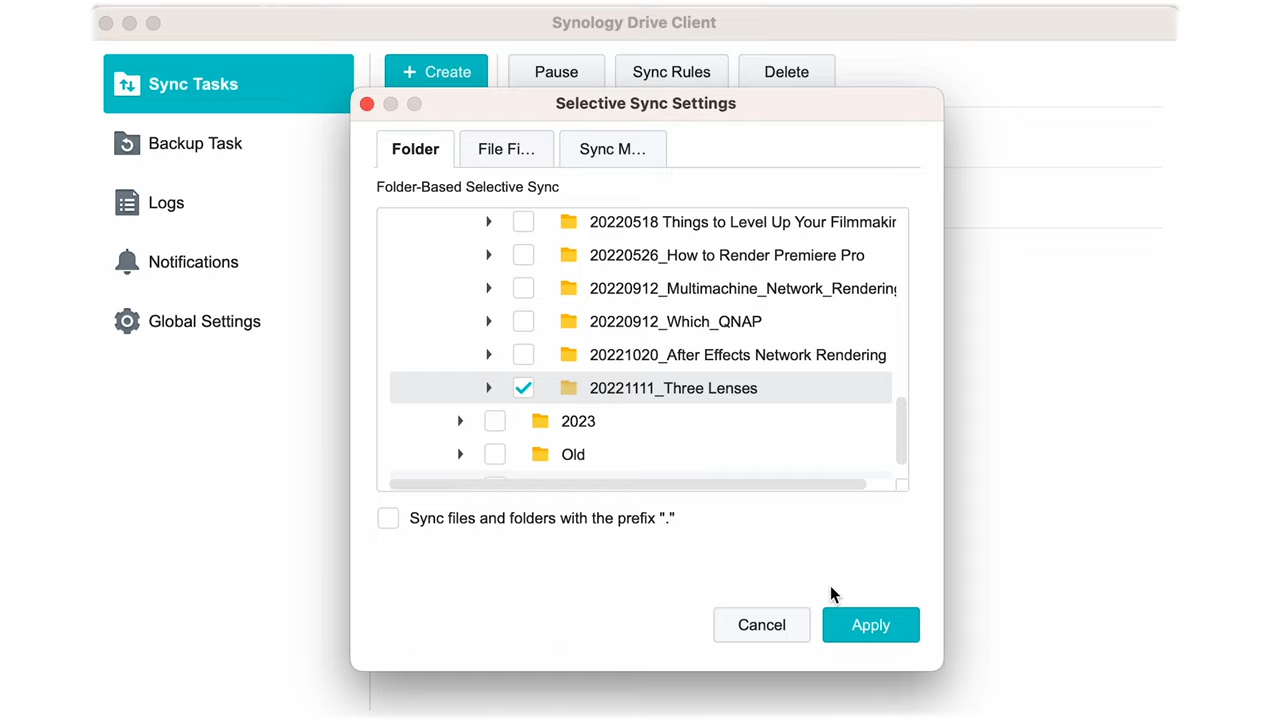 Synology Drive Client
Sync Tasks
Backup Task
Logs
Notifications
Global Settings
+ Create
Pause
Sync Rules
Delete
Selective Sync Settings
Folder
File Fi...
Sync M...
Folder-Based Selective Sync
20220518 Things to Level Up Your Filmmakin
20220526_How to Render Premiere Pro
20220912_Multimachine_Network_Rendering
20220912_Which_QNAP
20221020_After Effects Network Rendering
20221111_Three Lenses
2023
Old
Sync files and folders with the prefix "."
Cancel
Apply